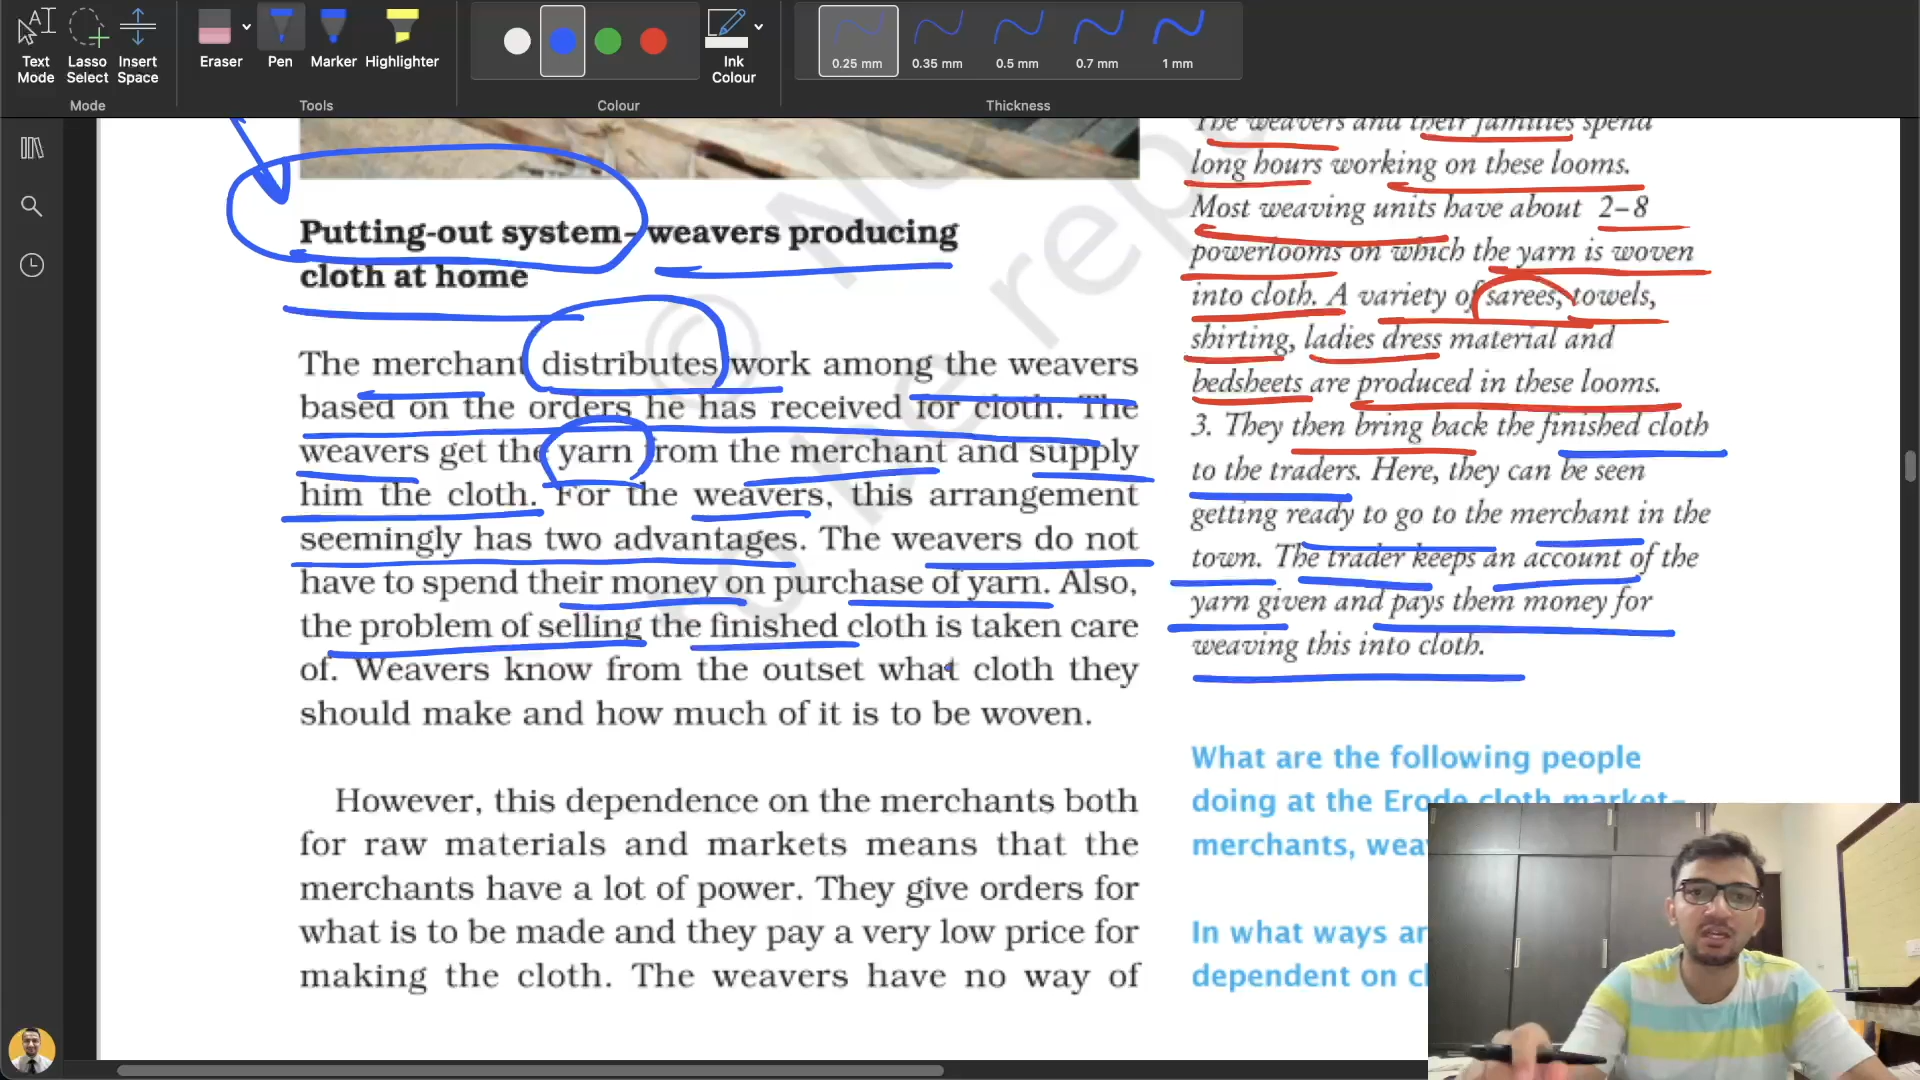 Text Mode
Lasso Select
Insert Space
Mode
Eraser
Pen
Marker
Highlighter
Tools
Colour
Ink Colour
0.25 mm
0.35 mm
0.5 mm
0.7 mm
1 mm
Thickness
Putting-out system– weavers producing
cloth at home
The merchant distributes work among the weavers
based on the orders he has received for cloth. The
weavers get the yarn from the merchant and supply
him the cloth. For the weavers, this arrangement
seemingly has two advantages. The weavers do not
have to spend their money on purchase of yarn. Also,
the problem of selling the finished cloth is taken care
of. Weavers know from the outset what cloth they
should make and how much of it is to be woven.
However, this dependence on the merchants both
for raw materials and markets means that the
merchants have a lot of power. They give orders for
what is to be made and they pay a very low price for
making the cloth. The weavers have no way of
The weavers and their families spend
long hours working on these looms.
Most weaving units have about 2–8
powerlooms on which the yarn is woven
into cloth. A variety of sarees, towels,
shirting, ladies dress material and
bedsheets are produced in these looms.
3. They then bring back the finished cloth
to the traders. Here, they can be seen
getting ready to go to the merchant in the
town. The trader keeps an account of the
yarn given and pays them money for
weaving this into cloth.
What are the following people
doing at the Erode cloth market–
merchants,
In what ways
dependent on